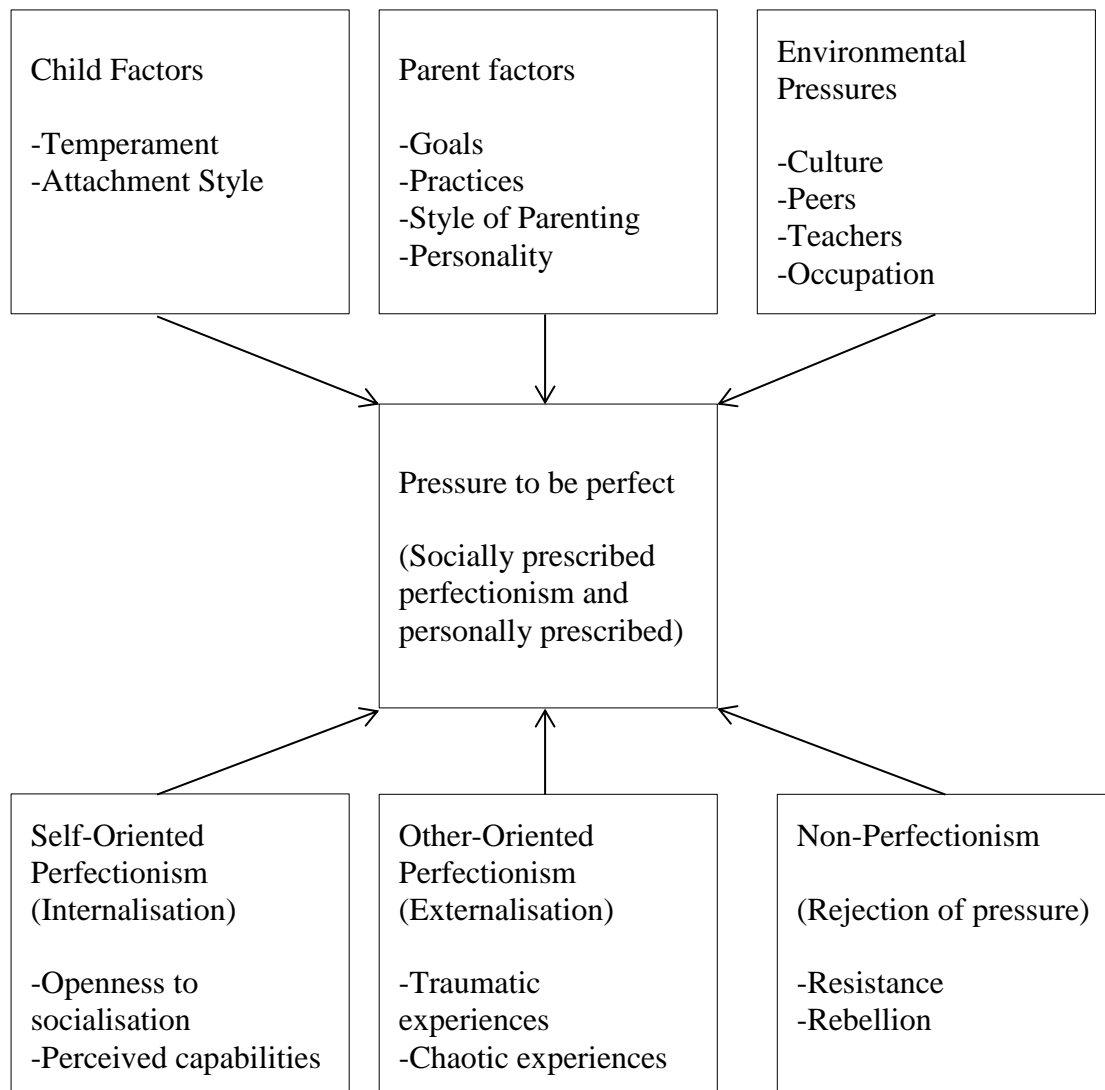 Child Factors
-Temperament
-Attachment Style
Parent factors
-Goals
-Practices
-Style of Parenting
-Personality
Environmental
Pressures
-Culture
-Peers
-Teachers
-Occupation
Pressure to be perfect
(Socially prescribed
perfectionism and
personally prescribed)
Self-Oriented
Perfectionism
(Internalisation)
-Openness to
socialisation
-Perceived capabilities
Other-Oriented
Perfectionism
(Externalisation)
-Traumatic
experiences
-Chaotic experiences
Non-Perfectionism
(Rejection of pressure)
-Resistance
-Rebellion